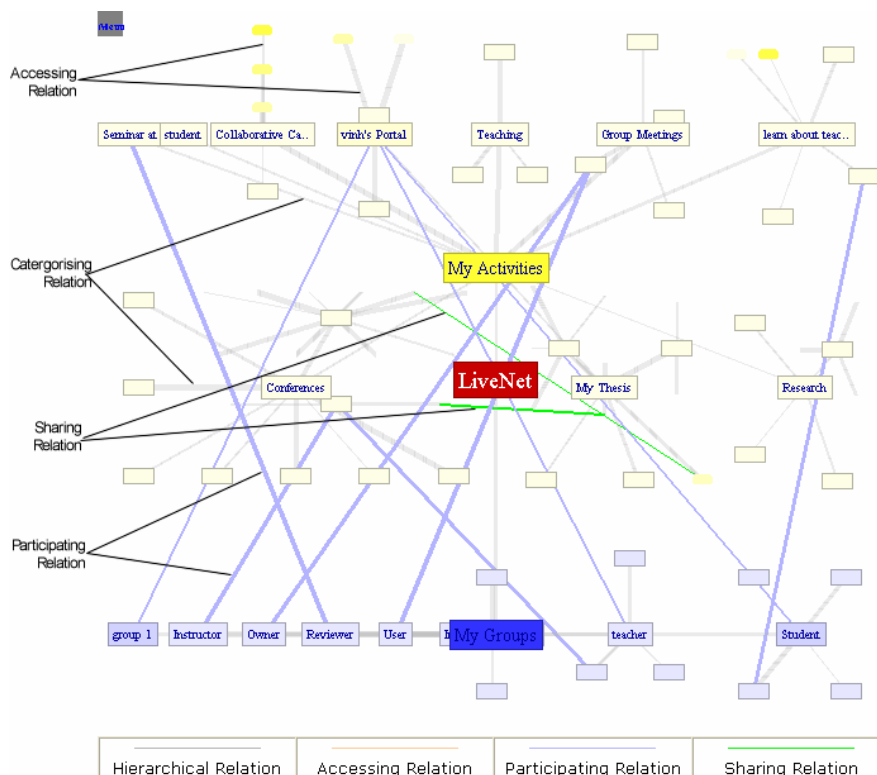 Menu
Accessing
Relation
Seminar at
student
Collaborative Ca..
vinh's Portal
Teaching
Group Meetings
learn about teac..
Catergorising
Relation
My Activities
LiveNet
Conferences
My Thesis
Research
Sharing
Relation
Participating
Relation
group 1
Instructor
Owner
Reviewer
User
My Groups
teacher
Student
Hierarchical Relation
Accessing Relation
Participating Relation
Sharing Relation